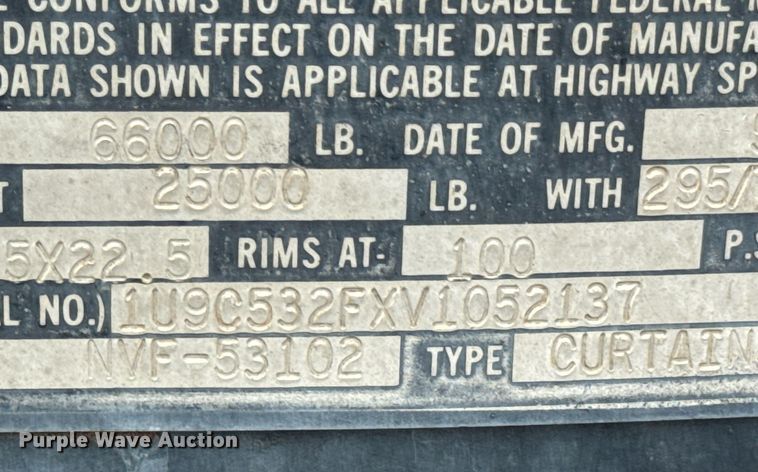 CONFORMS TO ALL APPLICABLE FEDERAL
DARDS IN EFFECT ON THE DATE OF MANUFA
DATA SHOWN IS APPLICABLE AT HIGHWAY SP
66000 LB. DATE OF MFG.
T 25000 LB. WITH 295/
5X22.5 RIMS AT- 100 P.S
L NO.) 1U9C532FXV1052137
NVF-53102 TYPE CURTAIN
Purple Wave Auction